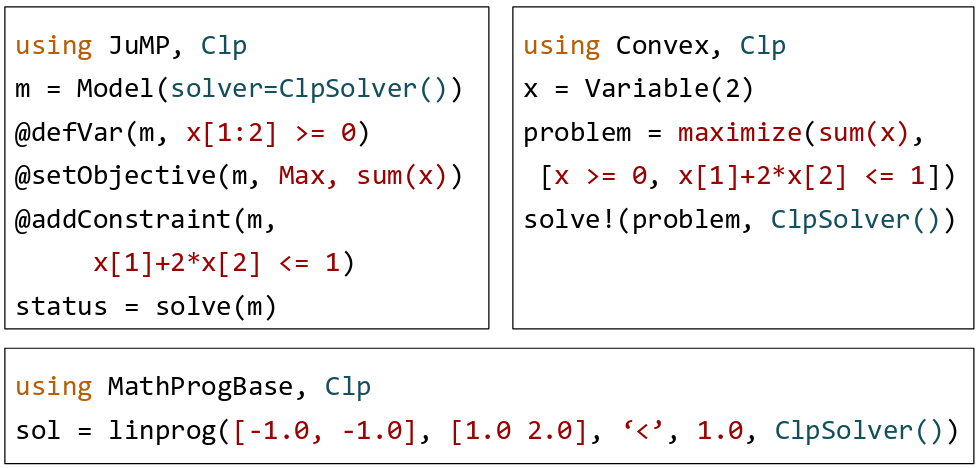 using JuMP, Clp
m = Model(solver=ClpSolver())
@defVar(m, x[1:2] >= 0)
@setObjective(m, Max, sum(x))
@addConstraint(m,
x[1]+2*x[2] <= 1)
status = solve(m)
using Convex, Clp
x = Variable(2)
problem = maximize(sum(x),
[x >= 0, x[1]+2*x[2] <= 1])
solve!(problem, ClpSolver())
using MathProgBase, Clp
sol = linprog([-1.0, -1.0], [1.0 2.0], ‘<’, 1.0, ClpSolver())